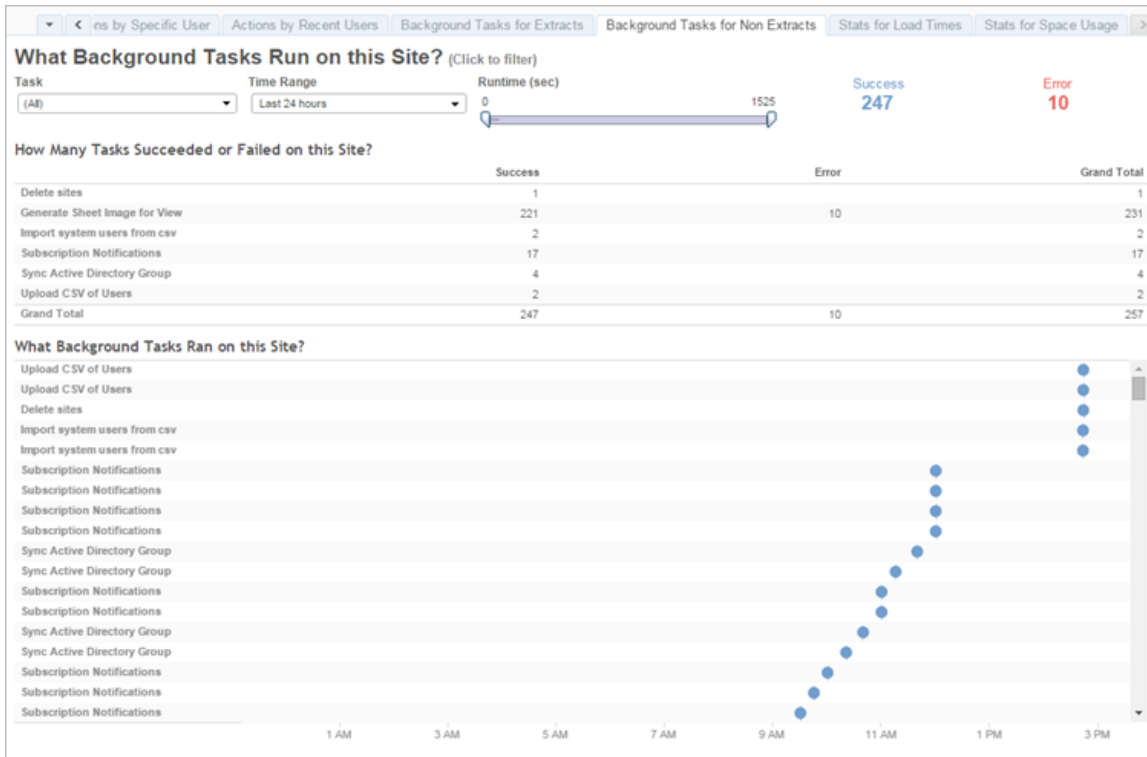 ns by Specific User Actions by Recent Users Background Tasks for Extracts Background Tasks for Non Extracts Stats for Load Times Stats for Space Usage
What Background Tasks Run on this Site? (Click to filter)
Task Time Range Runtime (sec) Success Error
(All) Last 24 hours 0 1525 247 10
How Many Tasks Succeeded or Failed on this Site?
Success Error Grand Total
Delete sites 1 1
Generate Sheet Image for View 221 10 231
Import system users from csv 2 2
Subscription Notifications 17 17
Sync Active Directory Group 4 4
Upload CSV of Users 2 2
Grand Total 247 10 257
What Background Tasks Ran on this Site?
Upload CSV of Users
Upload CSV of Users
Delete sites
Import system users from csv
Import system users from csv
Subscription Notifications
Subscription Notifications
Subscription Notifications
Subscription Notifications
Sync Active Directory Group
Sync Active Directory Group
Subscription Notifications
Subscription Notifications
Sync Active Directory Group
Sync Active Directory Group
Subscription Notifications
Subscription Notifications
Subscription Notifications
1 AM 3 AM 5 AM 7 AM 9 AM 11 AM 1 PM 3 PM